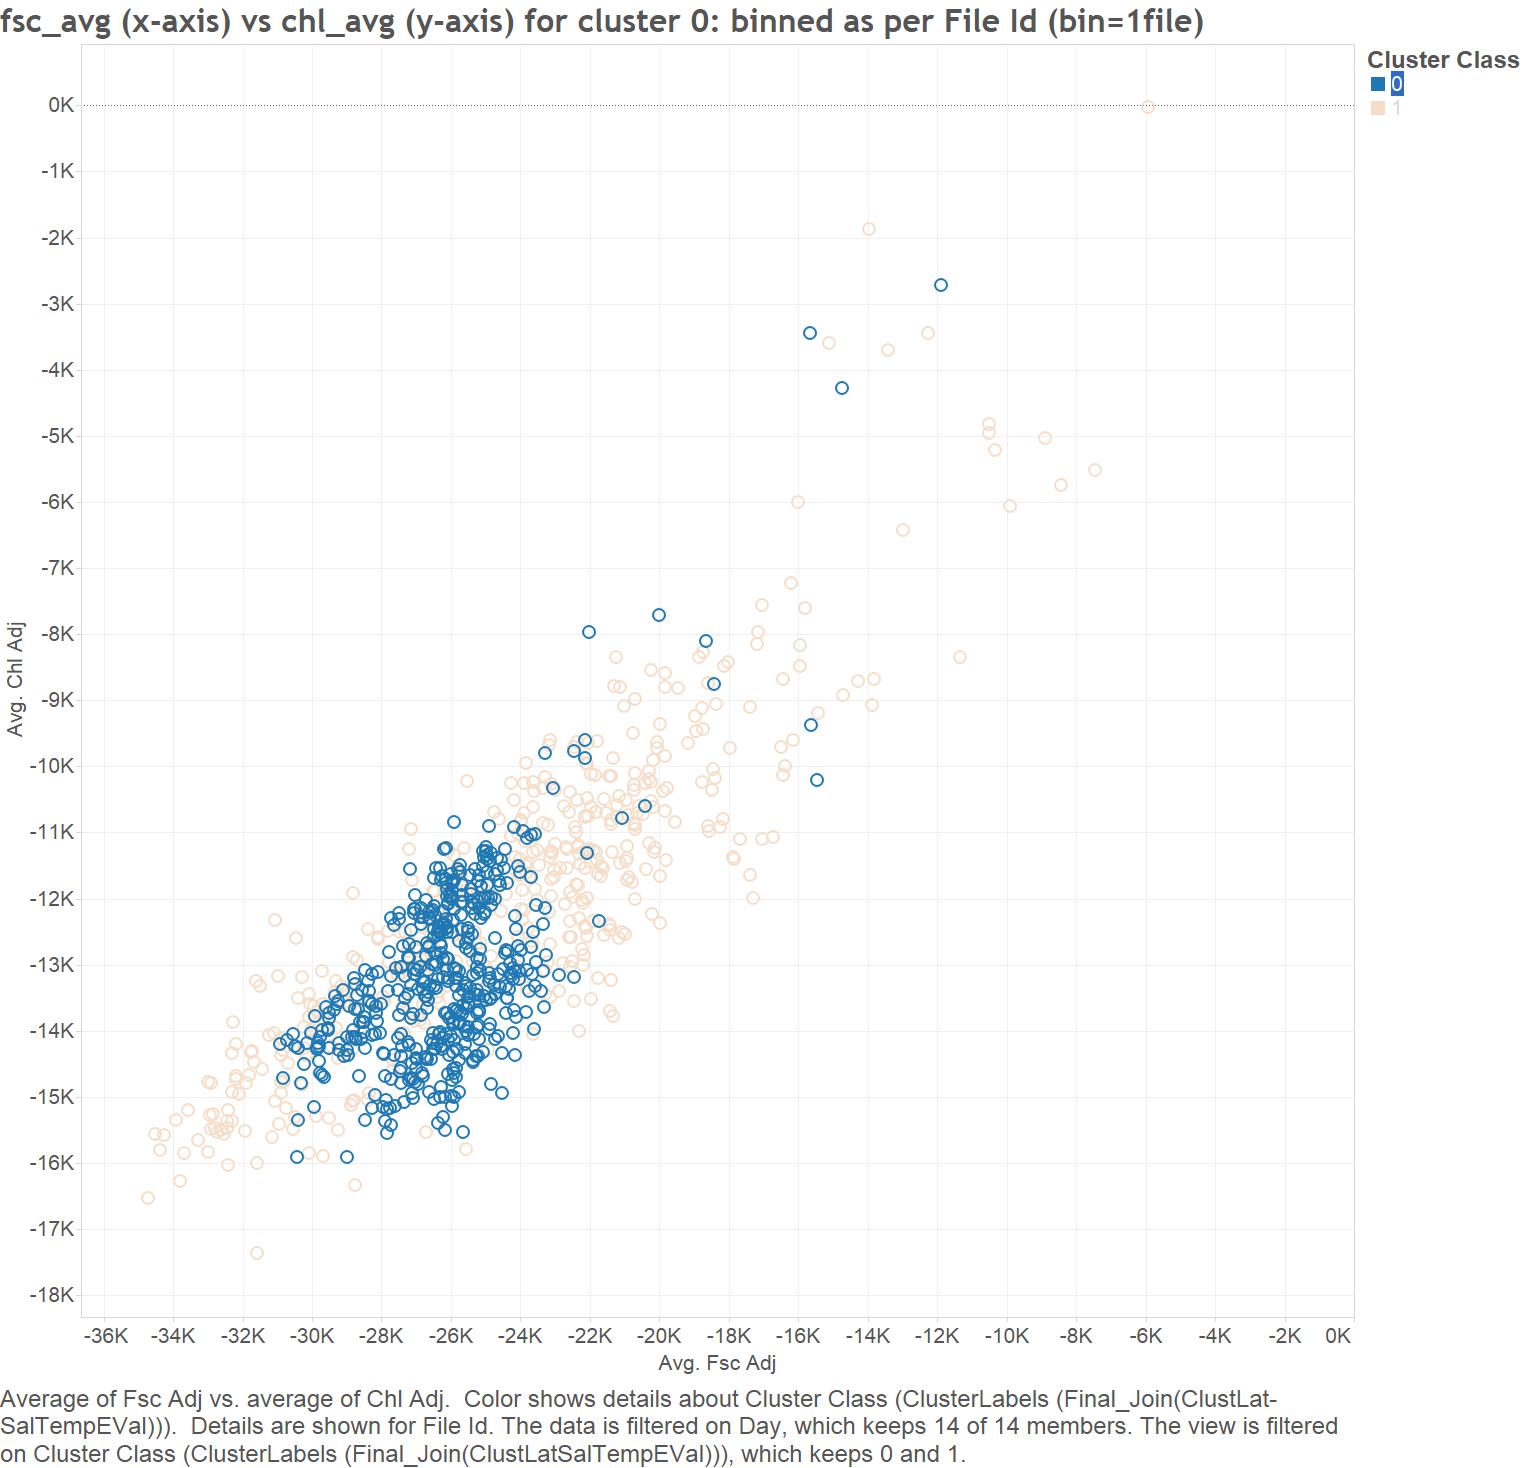 fsc_avg (x-axis) vs chl_avg (y-axis) for cluster 0: binned as per File Id (bin=1file)
Cluster Class
0
1
0K
-1K
-2K
-3K
-4K
-5K
-6K
-7K
-8K
-9K
-10K
-11K
-12K
-13K
-14K
-15K
-16K
-17K
-18K
Avg. Chl Adj
-36K -34K -32K -30K -28K -26K -24K -22K -20K -18K -16K -14K -12K -10K -8K -6K -4K -2K 0K
Avg. Fsc Adj
Average of Fsc Adj vs. average of Chl Adj.  Color shows details about Cluster Class (ClusterLabels (Final_Join(ClustLat-
SalTempEVal))).  Details are shown for File Id. The data is filtered on Day, which keeps 14 of 14 members. The view is filtered
on Cluster Class (ClusterLabels (Final_Join(ClustLatSalTempEVal))), which keeps 0 and 1.